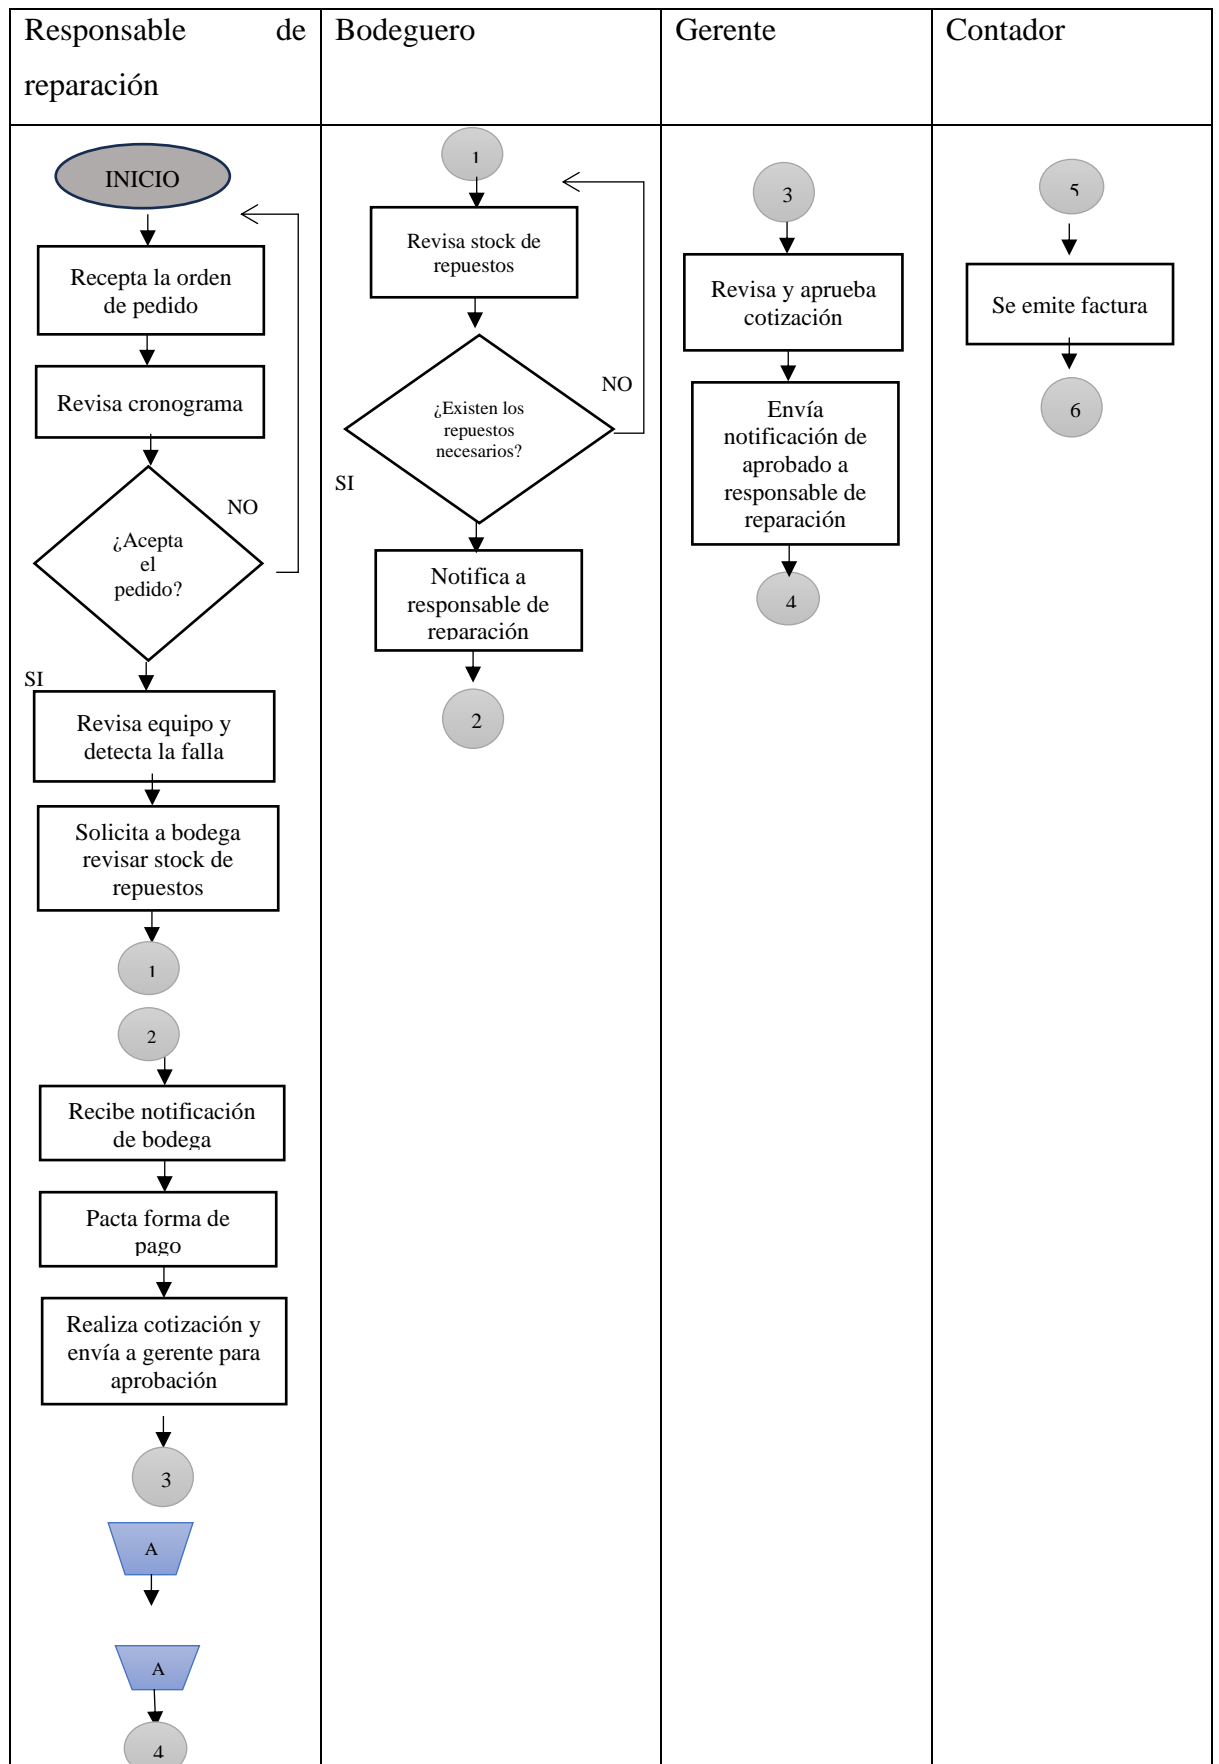 Responsable de
reparación
Bodeguero
Gerente
Contador
INICIO
Recepta la orden
de pedido
Revisa cronograma
¿Acepta
el
pedido?
NO
SI
Revisa equipo y
detecta la falla
Solicita a bodega
revisar stock de
repuestos
1
2
Recibe notificación
de bodega
Pacta forma de
pago
Realiza cotización y
envía a gerente para
aprobación
3
A
A
4
1
Revisa stock de
repuestos
¿Existen los
repuestos
necesarios?
NO
SI
Notifica a
responsable de
reparación
2
3
Revisa y aprueba
cotización
Envía
notificación de
aprobado a
responsable de
reparación
4
5
Se emite factura
6